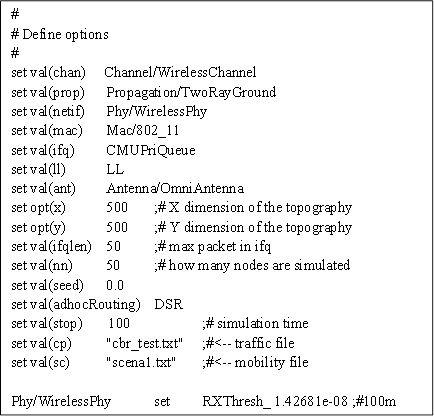 #
# Define options
#
set val(chan) Channel/WirelessChannel
set val(prop) Propagation/TwoRayGround
set val(netif) Phy/WirelessPhy
set val(mac) Mac/802_11
set val(ifq) CMUPriQueue
set val(ll) LL
set val(ant) Antenna/OmniAntenna
set opt(x) 500 ;# X dimension of the topography
set opt(y) 500 ;# Y dimension of the topography
set val(ifqlen) 50 ;# max packet in ifq
set val(nn) 50 ;# how many nodes are simulated
set val(seed) 0.0
set val(adhocRouting) DSR
set val(stop) 100 ;# simulation time
set val(cp) "cbr_test.txt" ;#<-- traffic file
set val(sc) "scena1.txt" ;#<-- mobility file
Phy/WirelessPhy set RXThresh_ 1.42681e-08 ;#100m